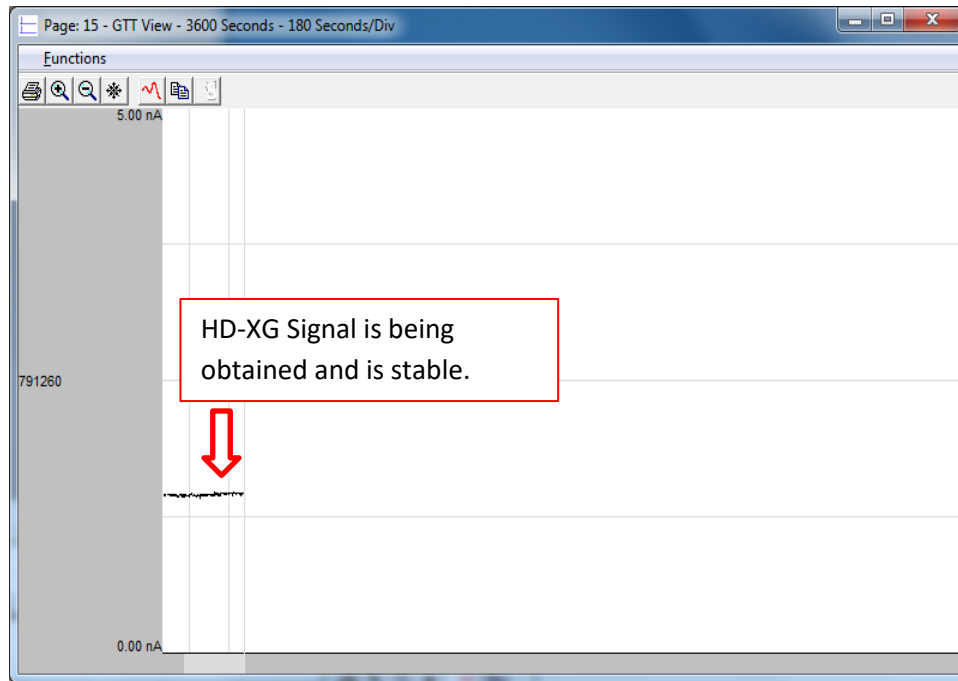 Page: 15 - GTT View - 3600 Seconds - 180 Seconds/Div
Functions
5.00 nA
HD-XG Signal is being
obtained and is stable.
791260
0.00 nA